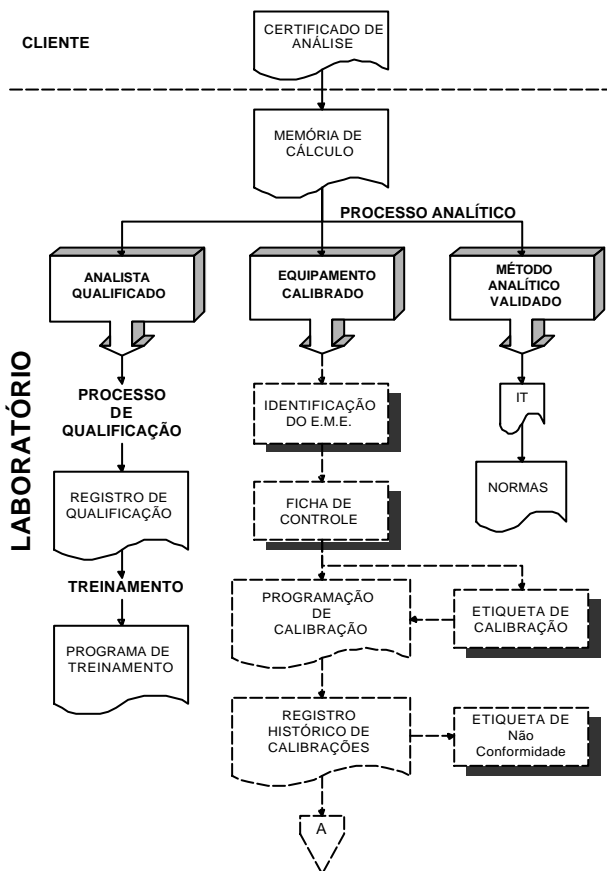 CLIENTE
CERTIFICADO DE
ANÁLISE
MEMÓRIA DE
CÁLCULO
PROCESSO ANALÍTICO
LABORATÓRIO
ANALISTA
QUALIFICADO
PROCESSO
DE
QUALIFICAÇÃO
REGISTRO DE
QUALIFICAÇÃO
TREINAMENTO
PROGRAMA DE
TREINAMENTO
EQUIPAMENTO
CALIBRADO
IDENTIFICAÇÃO
DO E.M.E.
FICHA DE
CONTROLE
PROGRAMAÇÃO
DE
CALIBRAÇÃO
ETIQUETA DE
CALIBRAÇÃO
REGISTRO
HISTÓRICO DE
CALIBRAÇÕES
ETIQUETA DE
Não
Conformidade
A
MÉTODO
ANALÍTICO
VALIDADO
IT
NORMAS